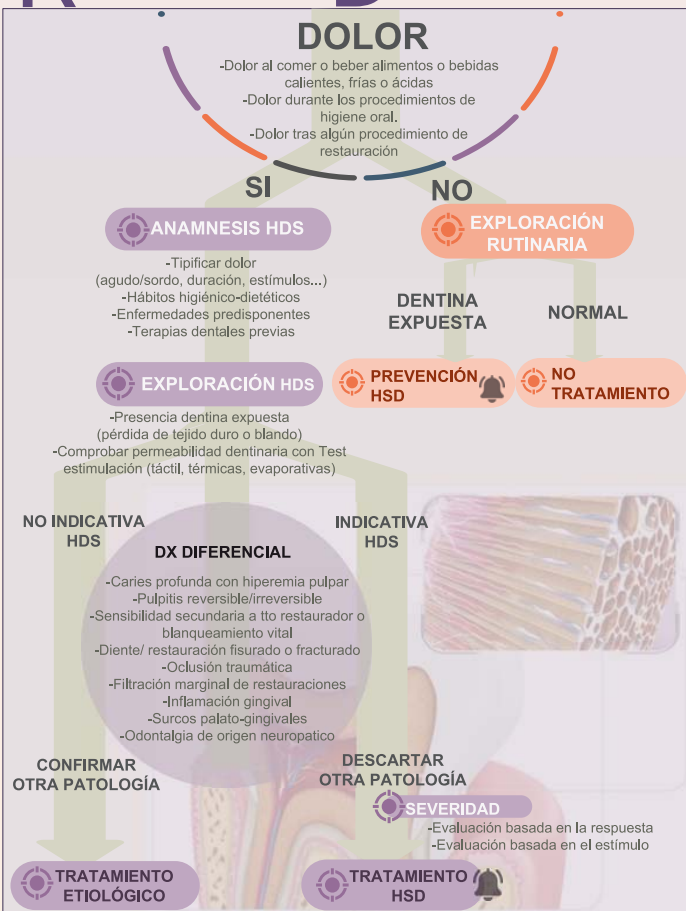 DOLOR
-Dolor al comer o beber alimentos o bebidas
calientes, frías o ácidas
-Dolor durante los procedimientos de
higiene oral.
-Dolor tras algún procedimiento de
restauración
SI
NO
ANAMNESIS HDS
-Tipificar dolor
(agudo/sordo, duración, estímulos...)
-Hábitos higiénico-dietéticos
-Enfermedades predisponentes
-Terapias dentales previas
EXPLORACIÓN
RUTINARIA
DENTINA
EXPUESTA
NORMAL
PREVENCIÓN
HSD
NO
TRATAMIENTO
EXPLORACIÓN HDS
-Presencia dentina expuesta
(pérdida de tejido duro o blando)
-Comprobar permeabilidad dentinaria con Test
estimulación (táctil, térmicas, evaporativas)
NO INDICATIVA
HDS
INDICATIVA
HDS
DX DIFERENCIAL
-Caries profunda con hiperemia pulpar
-Pulpitis reversible/irreversible
-Sensibilidad secundaria a tto restaurador o
blanqueamiento vital
-Diente/ restauración fisurado o fracturado
-Oclusión traumática
-Filtración marginal de restauraciones
-Inflamación gingival
-Surcos palato-gingivales
-Odontalgia de origen neuropatico
CONFIRMAR
OTRA PATOLOGÍA
DESCARTAR
OTRA PATOLOGÍA
SEVERIDAD
-Evaluación basada en la respuesta
-Evaluación basada en el estímulo
TRATAMIENTO
ETIOLÓGICO
TRATAMIENTO
HSD